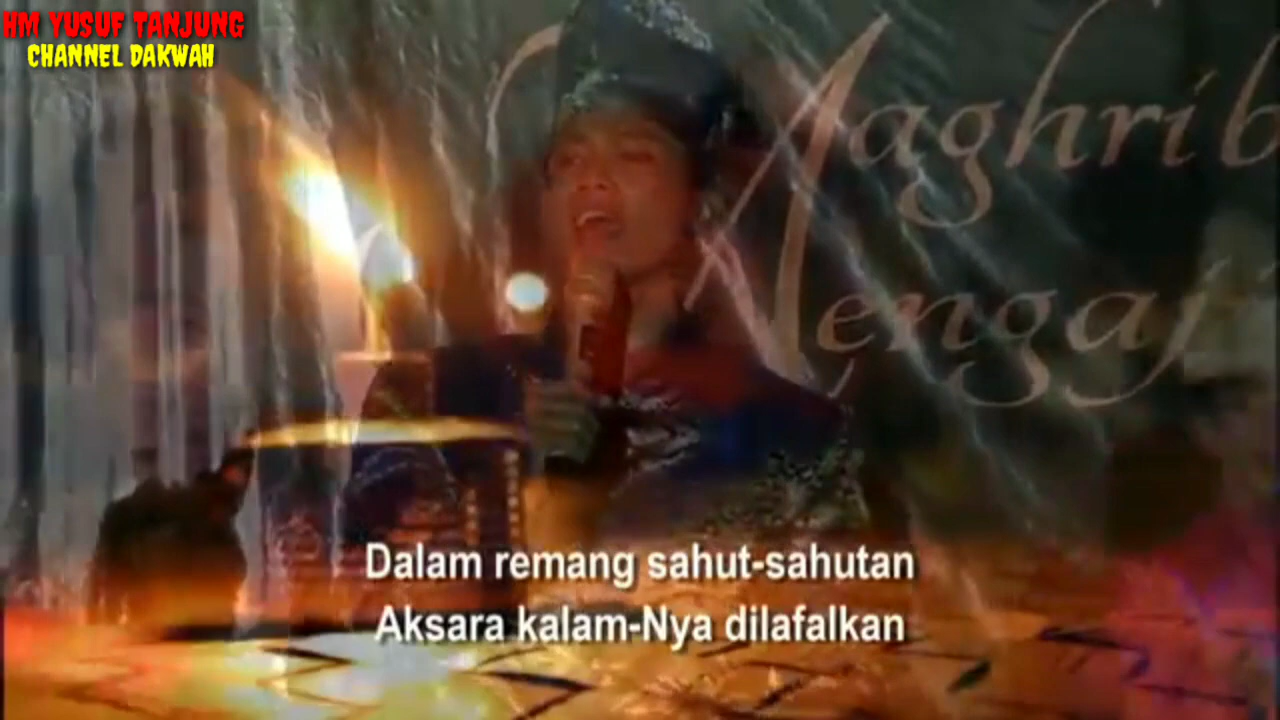 HM YUSUF TANJUNG
CHANNEL DAKWAH
Maghrib
Mengaji
Dalam remang sahut-sahutan
Aksara kalam-Nya dilafalkan